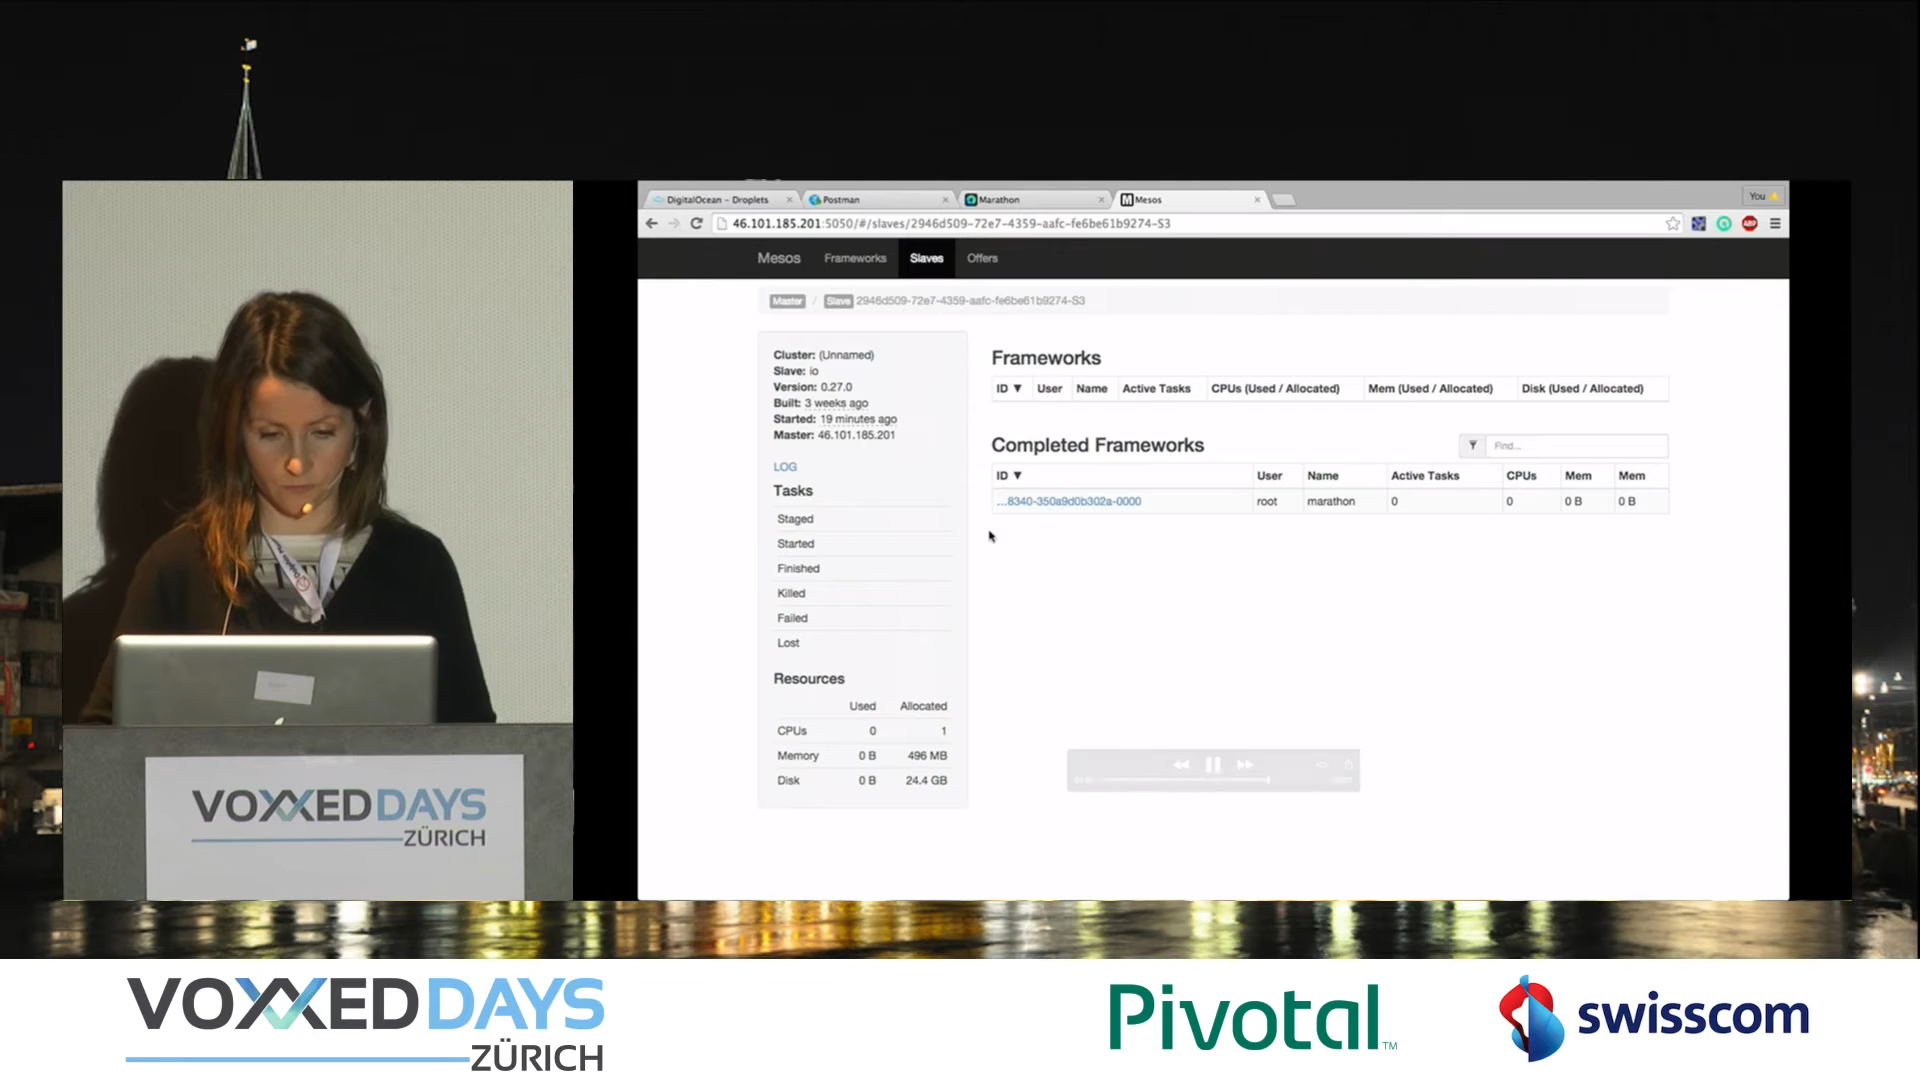 DigitalOcean - Droplets
Postman
Marathon
Mesos
You
46.101.185.201:5050/#/slaves/2946d509-72e7-4359-aafc-fe6be61b9274-S3
ABP
Mesos Frameworks Slaves Offers
Master / Slave 2946d509-72e7-4359-aafc-fe6be61b9274-S3
Cluster: (Unnamed)
Slave: io
Version: 0.27.0
Built: 3 weeks ago
Started: 19 minutes ago
Master: 46.101.185.201
LOG
Tasks
Staged
Started
Finished
Killed
Failed
Lost
Resources
Used Allocated
CPUs 0 1
Memory 0 B 496 MB
Disk 0 B 24.4 GB
Frameworks
ID ▼ User Name Active Tasks CPUs (Used / Allocated) Mem (Used / Allocated) Disk (Used / Allocated)
Completed Frameworks
Find...
ID ▼ User Name Active Tasks CPUs Mem Mem
...8340-350a9d0b302a-0000 root marathon 0 0 0 B 0 B
VOXXED DAYS
ZÜRICH
VOXXED DAYS
ZÜRICH
Pivotal™
swisscom